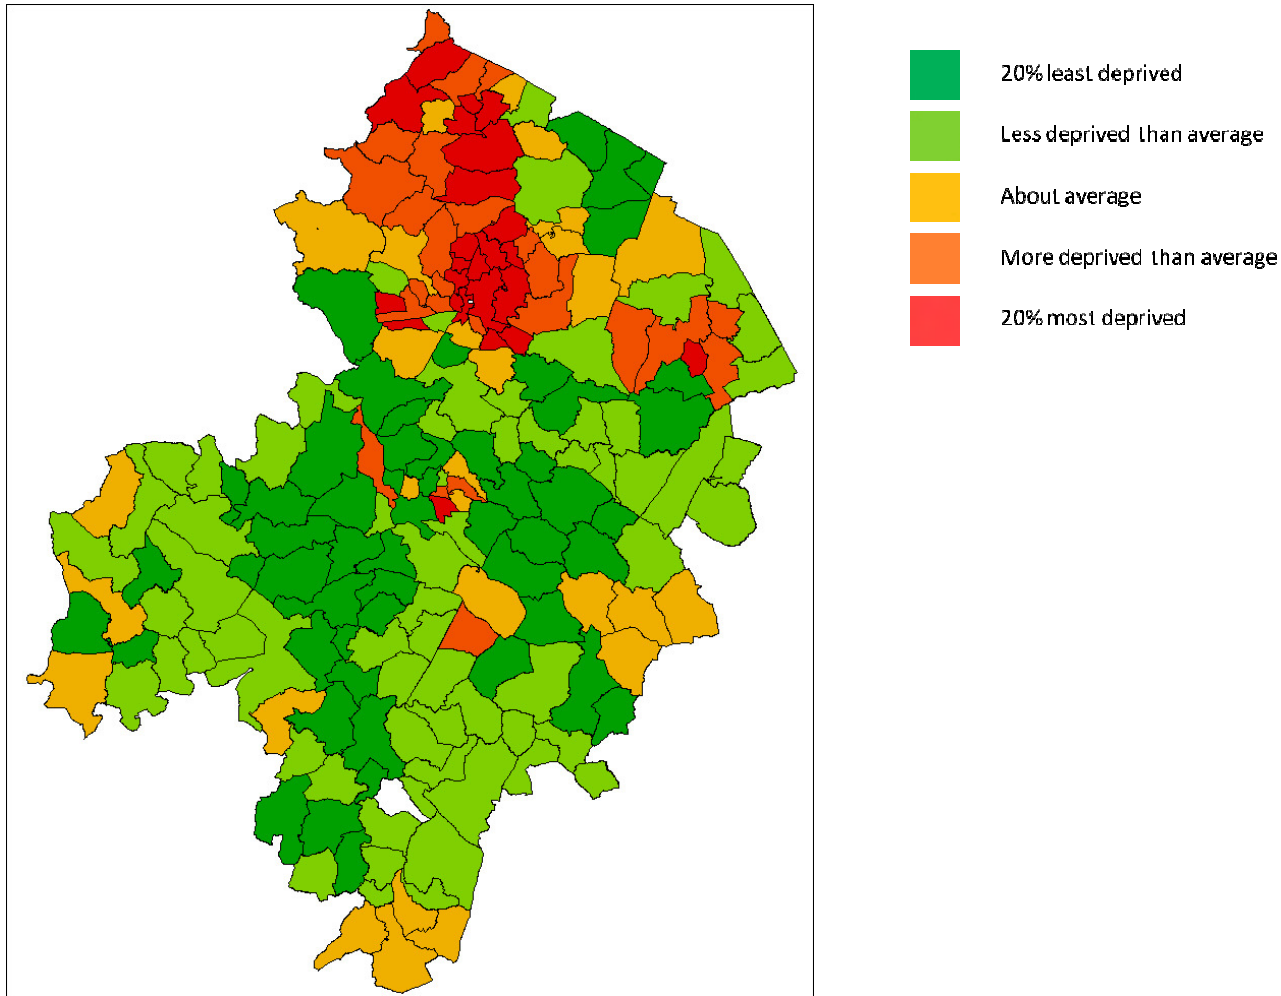 20% least deprived
Less deprived than average
About average
More deprived than average
20% most deprived